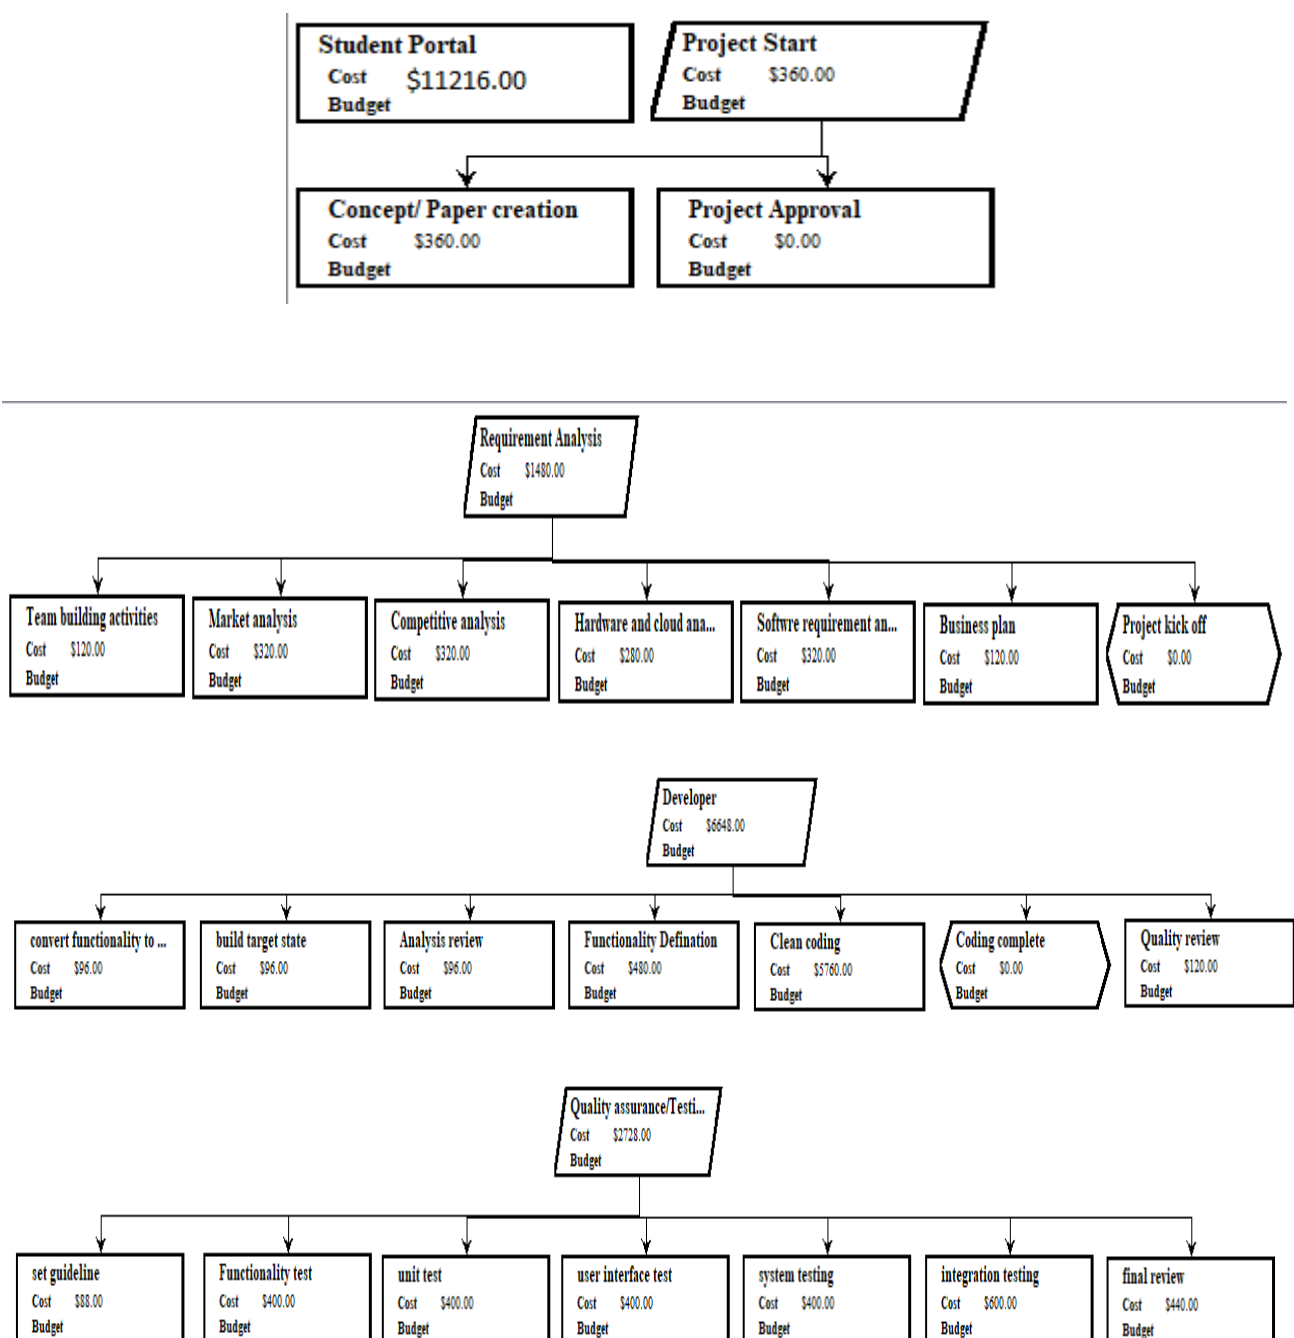 Student Portal
Cost $11216.00
Budget
Project Start
Cost $360.00
Budget
Concept/ Paper creation
Cost $360.00
Budget
Project Approval
Cost $0.00
Budget
Requirement Analysis
Cost $1480.00
Budget
Team building activities
Cost $120.00
Budget
Market analysis
Cost $320.00
Budget
Competitive analysis
Cost $320.00
Budget
Hardware and cloud ana...
Cost $280.00
Budget
Softwre requirement an...
Cost $320.00
Budget
Business plan
Cost $120.00
Budget
Project kick off
Cost $0.00
Budget
Developer
Cost $6648.00
Budget
convert functionality to ...
Cost $96.00
Budget
build target state
Cost $96.00
Budget
Analysis review
Cost $96.00
Budget
Functionality Defination
Cost $480.00
Budget
Clean coding
Cost $5760.00
Budget
Coding complete
Cost $0.00
Budget
Quality review
Cost $120.00
Budget
Quality assurance/Testi...
Cost $2728.00
Budget
set guideline
Cost $88.00
Budget
Functionality test
Cost $400.00
Budget
unit test
Cost $400.00
Budget
user interface test
Cost $400.00
Budget
system testing
Cost $400.00
Budget
integration testing
Cost $600.00
Budget
final review
Cost $440.00
Budget